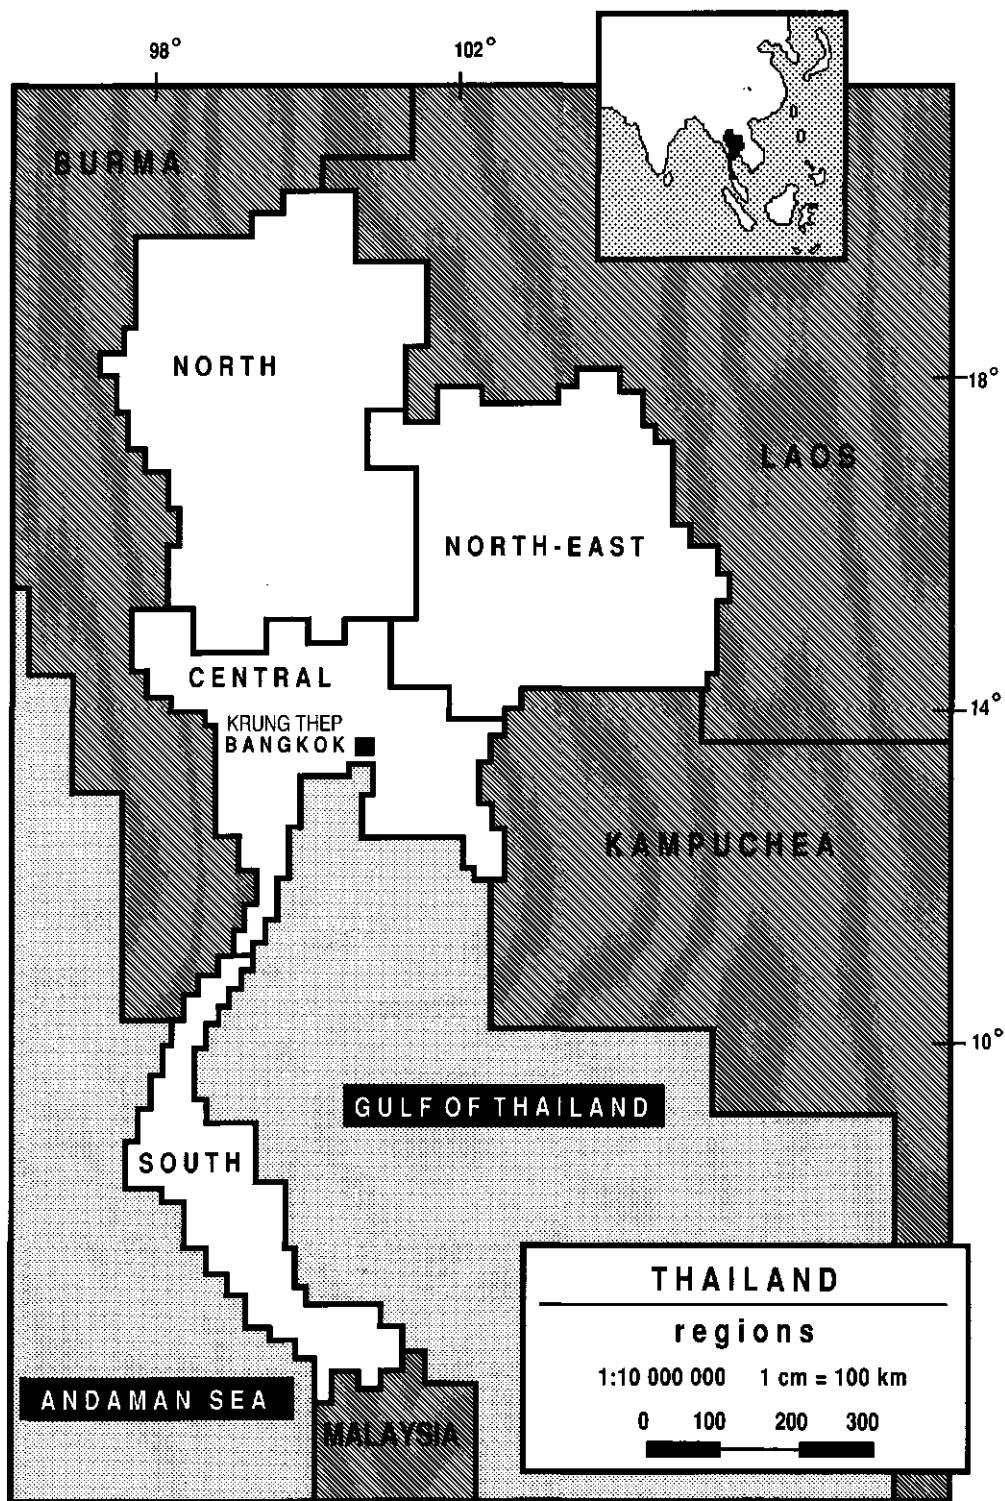 98° 102°
BURMA
NORTH
18°
LAOS
NORTH-EAST
CENTRAL
14°
KRUNG THEP
BANGKOK
KAMPUCHEA
10°
GULF OF THAILAND
SOUTH
THAILAND
regions
1:10 000 000 1 cm = 100 km
ANDAMAN SEA
0 100 200 300
MALAYSIA